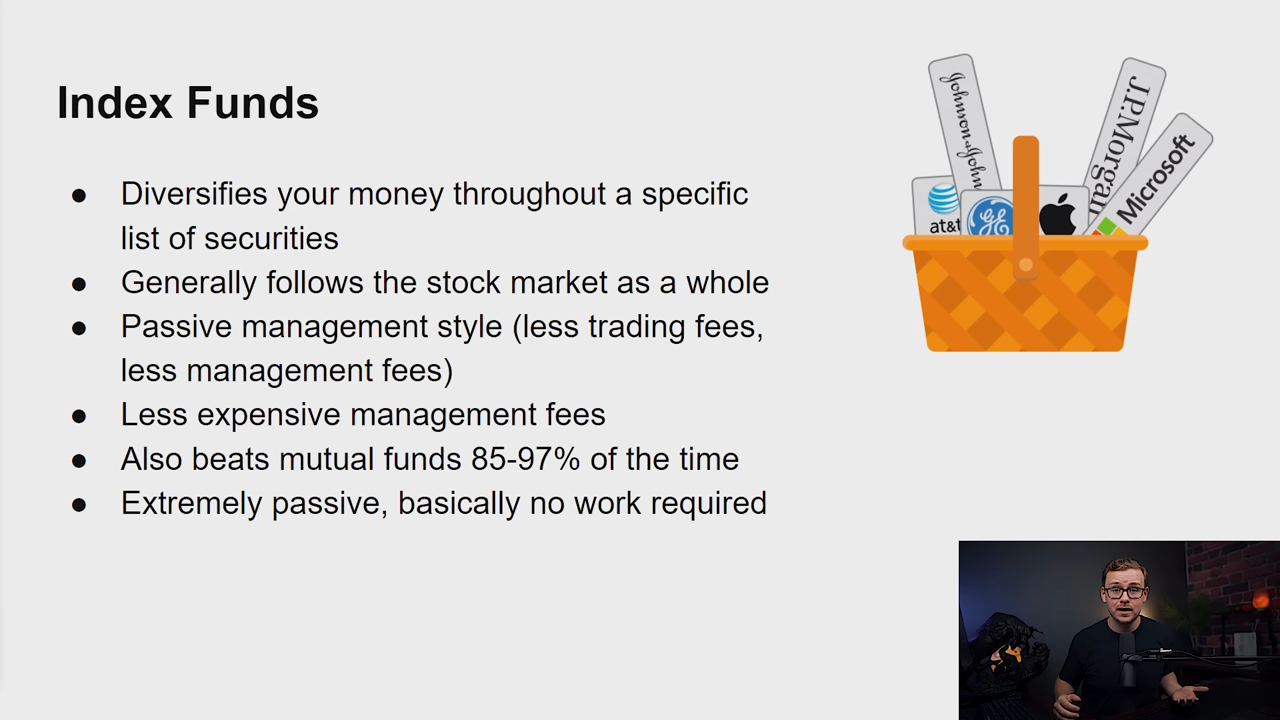 Index Funds
● Diversifies your money throughout a specific
list of securities
● Generally follows the stock market as a whole
● Passive management style (less trading fees,
less management fees)
● Less expensive management fees
● Also beats mutual funds 85-97% of the time
● Extremely passive, basically no work required
Johnson & John
J.P.Morgan
Microsoft
at&t
GE